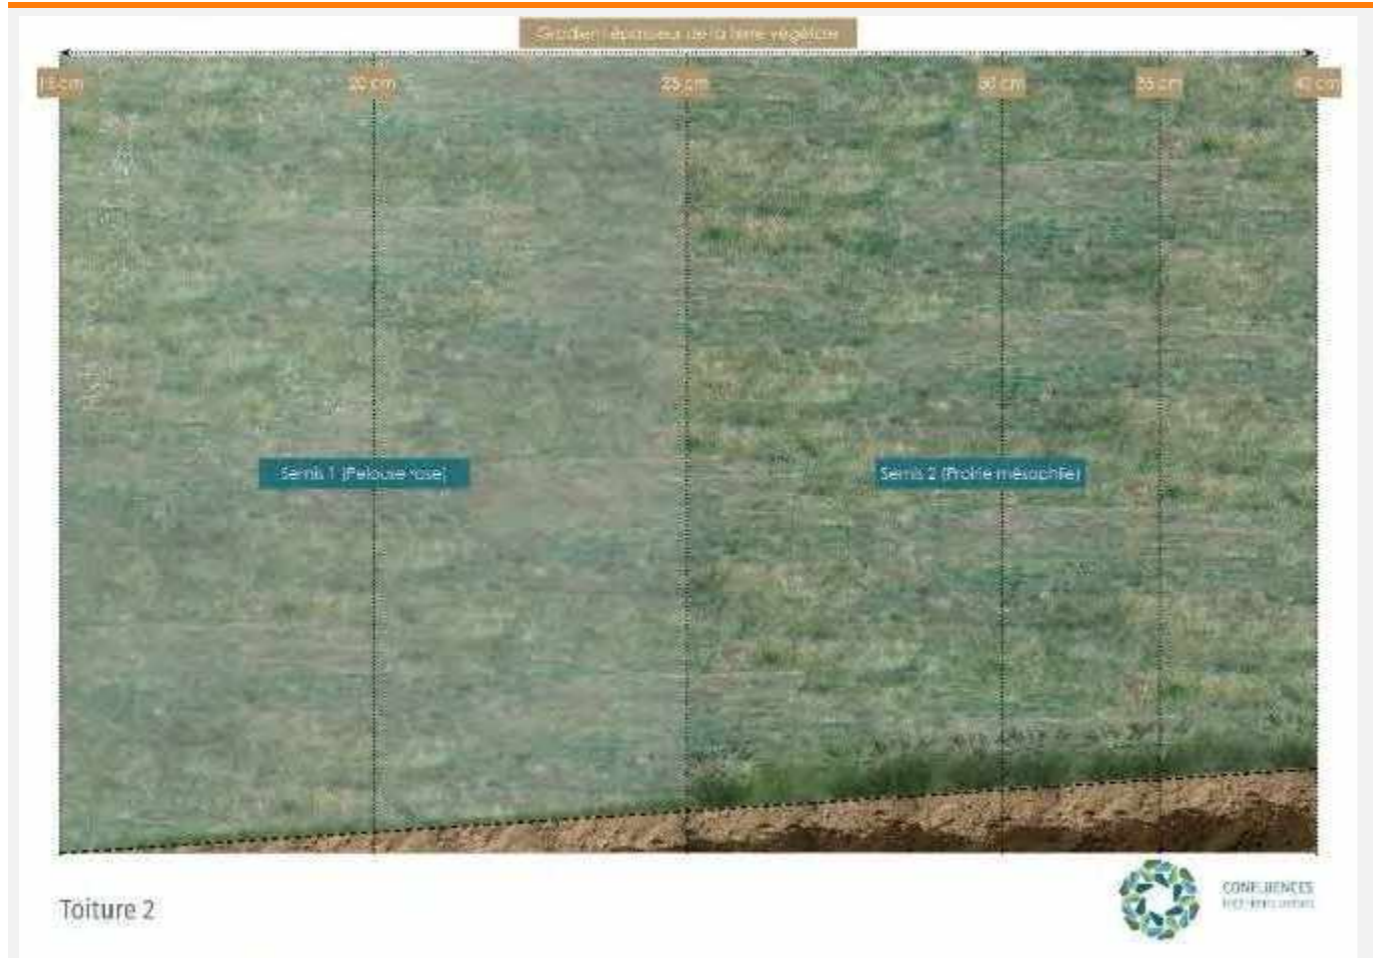 Gradient épaisseur de la terre végétale
15 cm
20 cm
25 cm
30 cm
35 cm
40 cm
Semis 1 (Pelouse rase)
Semis 2 (Prairie mésophile)
Toiture 2
CONFLUENCES